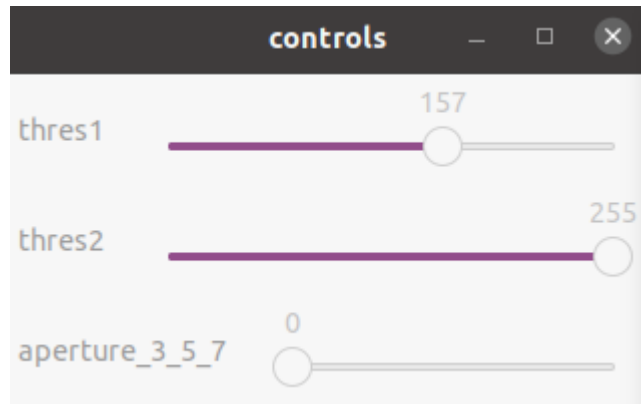 controls
157
thres1
255
thres2
0
aperture_3_5_7